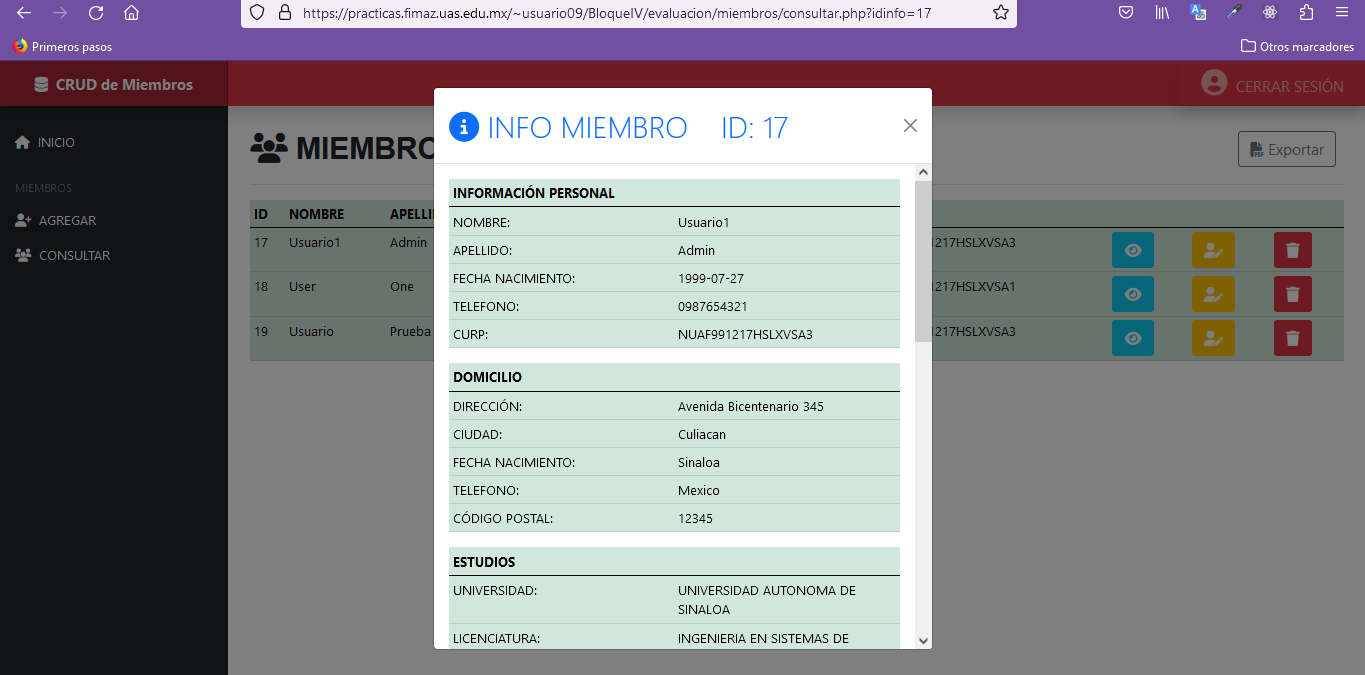 https://practicas.fimaz.uas.edu.mx/~usuario09/BloqueIV/evaluacion/miembros/consultar.php?idinfo=17
Primeros pasos
Otros marcadores
CRUD de Miembros
CERRAR SESIÓN
INICIO
MIEMBROS
AGREGAR
CONSULTAR
MIEMBRO
Exportar
ID NOMBRE APELLI
17 Usuario1 Admin 217HSLXVSA3
18 User One 217HSLXVSA1
19 Usuario Prueba 217HSLXVSA3
INFO MIEMBRO ID: 17
INFORMACIÓN PERSONAL
NOMBRE: Usuario1
APELLIDO: Admin
FECHA NACIMIENTO: 1999-07-27
TELEFONO: 0987654321
CURP: NUAF991217HSLXVSA3
DOMICILIO
DIRECCIÓN: Avenida Bicentenario 345
CIUDAD: Culiacan
FECHA NACIMIENTO: Sinaloa
TELEFONO: Mexico
CÓDIGO POSTAL: 12345
ESTUDIOS
UNIVERSIDAD: UNIVERSIDAD AUTONOMA DE
SINALOA
LICENCIATURA: INGENIERIA EN SISTEMAS DE